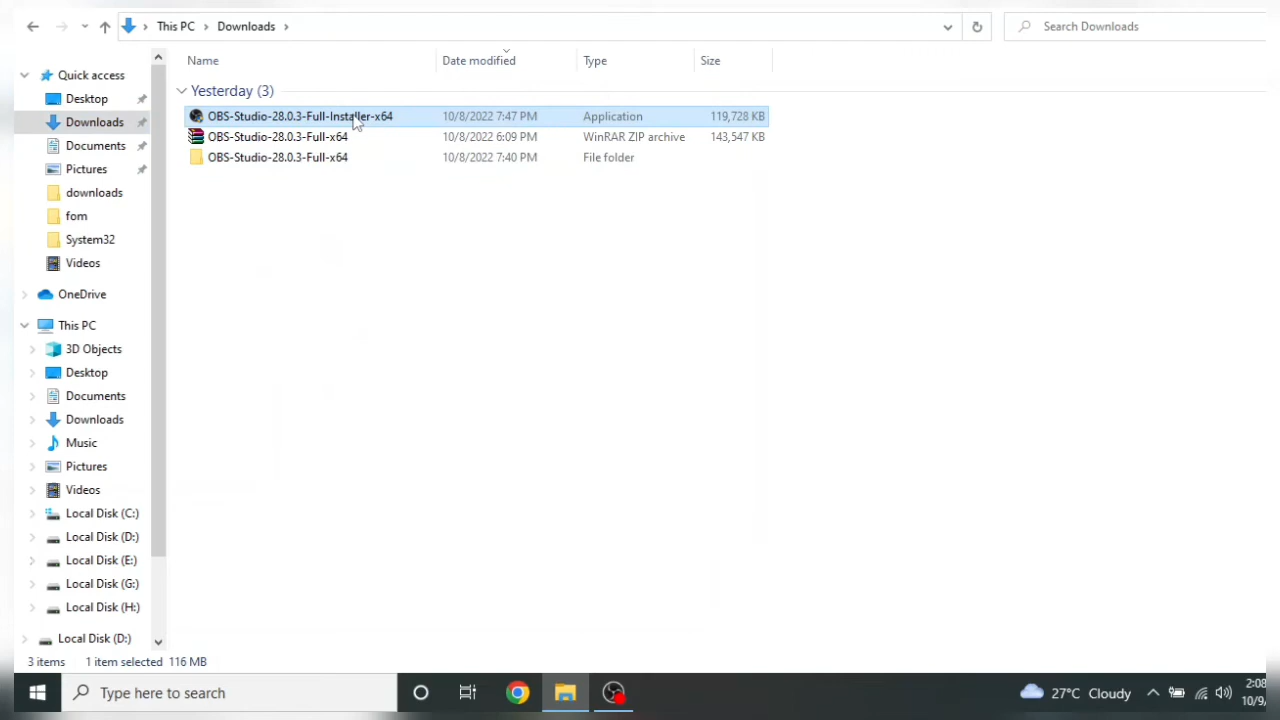 This PC > Downloads >
Search Downloads
Name Date modified Type Size
Quick access
Desktop
Downloads
Documents
Pictures
downloads
fom
System32
Videos
OneDrive
This PC
3D Objects
Desktop
Documents
Downloads
Music
Pictures
Videos
Local Disk (C:)
Local Disk (D:)
Local Disk (E:)
Local Disk (G:)
Local Disk (H:)
Local Disk (D:)
Yesterday (3)
OBS-Studio-28.0.3-Full-Installer-x64 10/8/2022 7:47 PM Application 119,728 KB
OBS-Studio-28.0.3-Full-x64 10/8/2022 6:09 PM WinRAR ZIP archive 143,547 KB
OBS-Studio-28.0.3-Full-x64 10/8/2022 7:40 PM File folder
3 items 1 item selected 116 MB
Type here to search
27°C Cloudy
2:08
10/9/